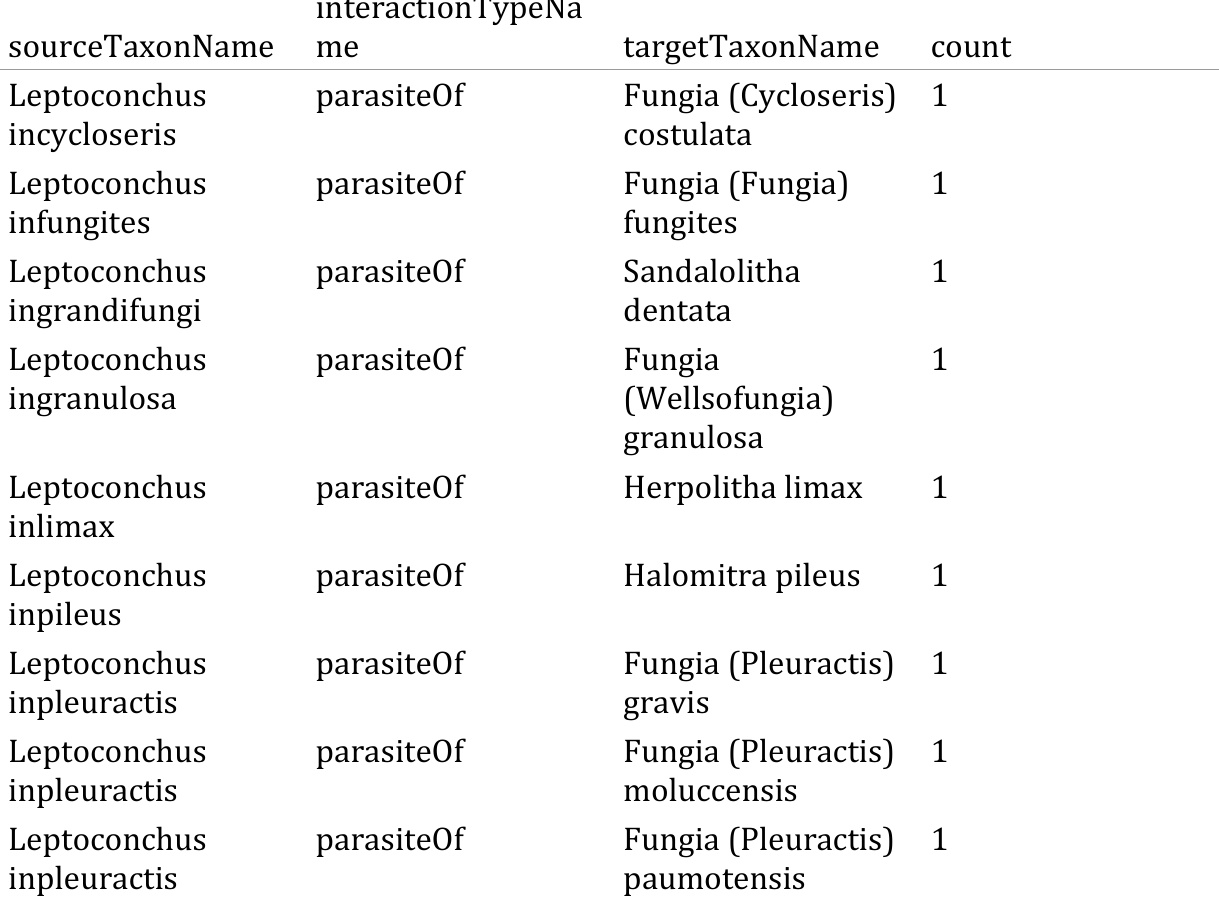 interactionTypeNa
sourceTaxonName me targetTaxonName count
Leptoconchus parasiteOf Fungia (Cycloseris) 1
incycloseris costulata
Leptoconchus parasiteOf Fungia (Fungia) 1
infungites fungites
Leptoconchus parasiteOf Sandalolitha 1
ingrandifungi dentata
Leptoconchus parasiteOf Fungia 1
ingranulosa (Wellsofungia)
granulosa
Leptoconchus parasiteOf Herpolitha limax 1
inlimax
Leptoconchus parasiteOf Halomitra pileus 1
inpileus
Leptoconchus parasiteOf Fungia (Pleuractis) 1
inpleuractis gravis
Leptoconchus parasiteOf Fungia (Pleuractis) 1
inpleuractis moluccensis
Leptoconchus parasiteOf Fungia (Pleuractis) 1
inpleuractis paumotensis